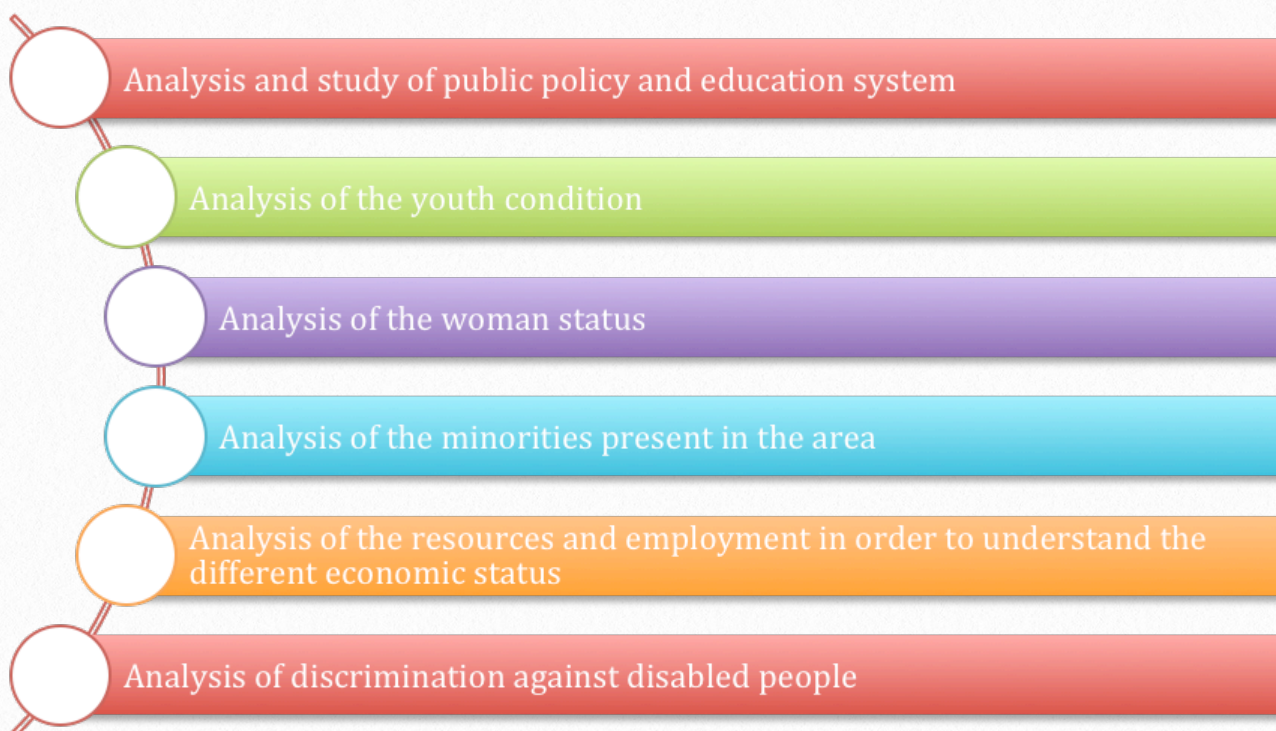 Analysis and study of public policy and education system
Analysis of the youth condition
Analysis of the woman status
Analysis of the minorities present in the area
Analysis of the resources and employment in order to understand the
different economic status
Analysis of discrimination against disabled people